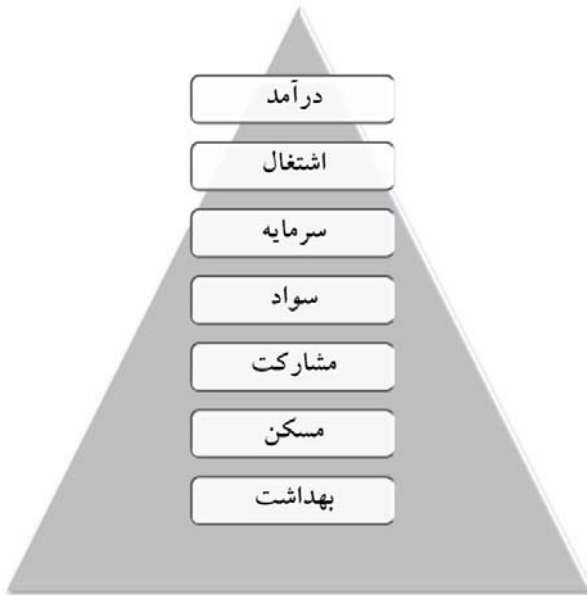 درآمد
اشتغال
سرمایه
سواد
مشارکت
مسکن
بهداشت